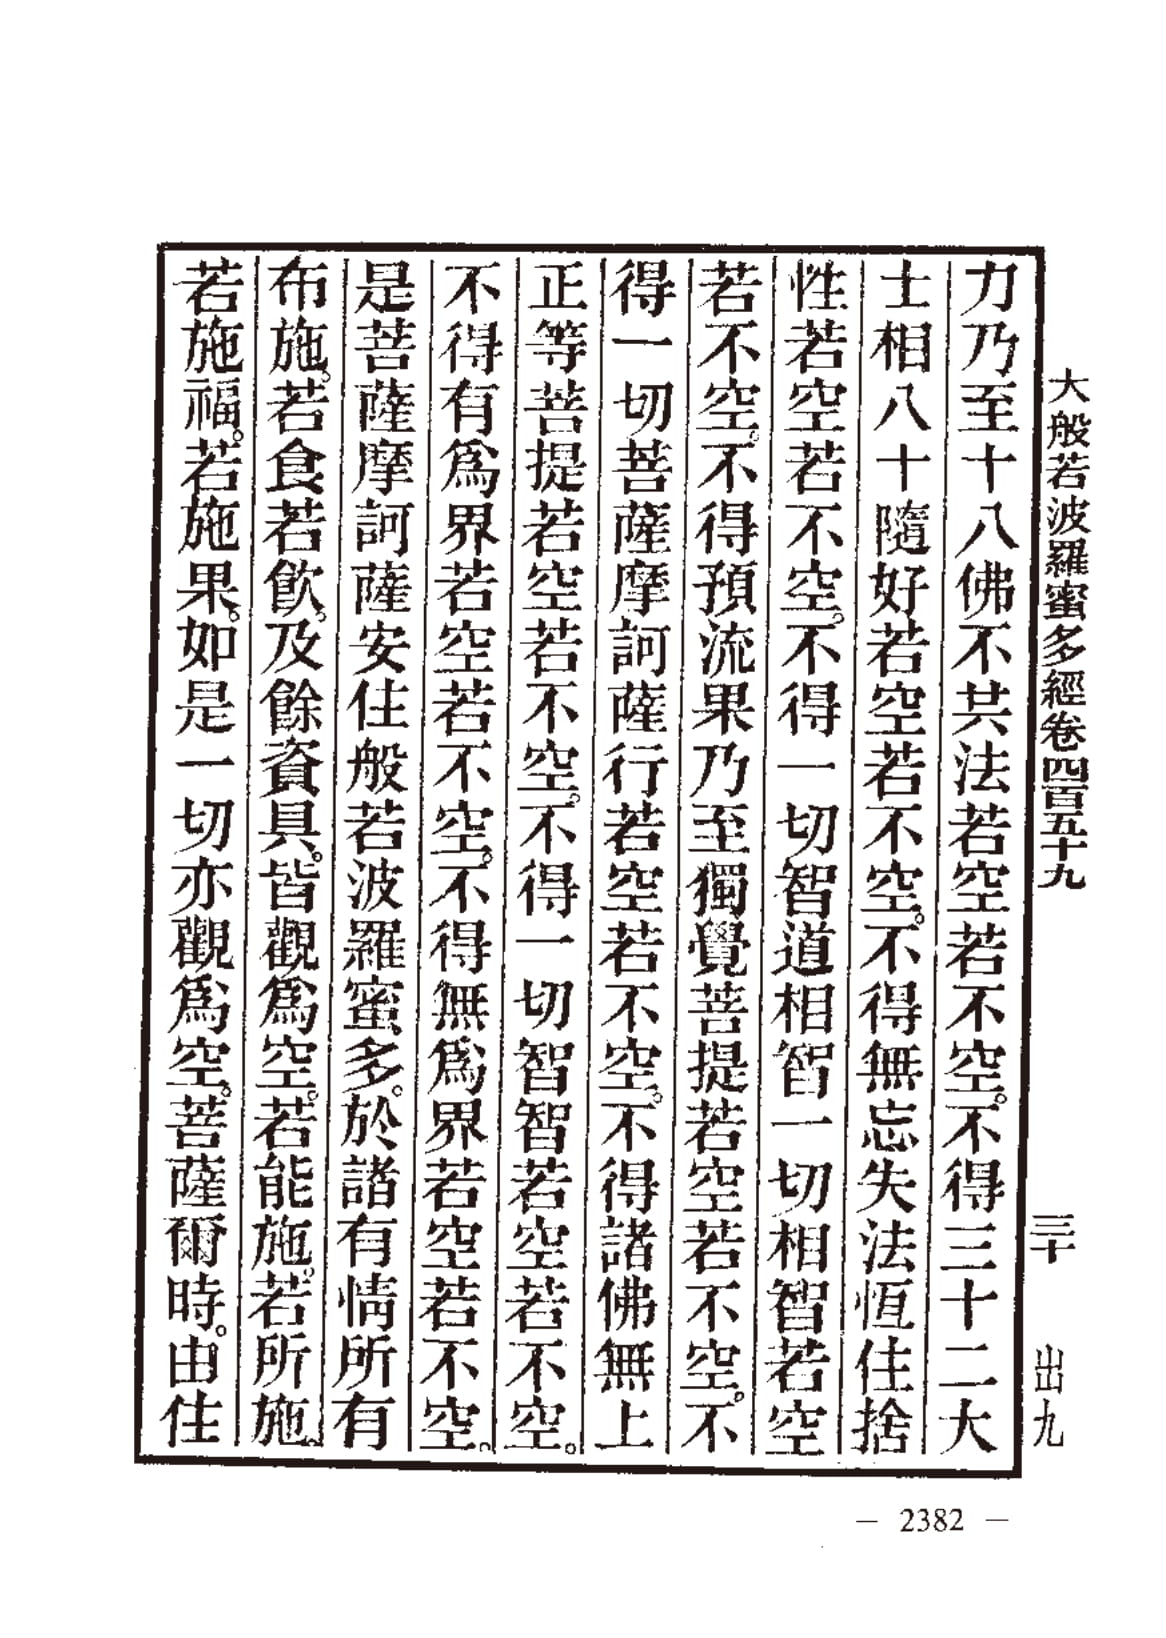 大般若波羅蜜多經卷四百五十九　三十　出九
力乃至十八佛不共法若空若不空。不得三十二大
士相八十隨好若空若不空。不得無忘失法恆住捨
性若空若不空。不得一切智道相智一切相智若空
若不空。不得預流果乃至獨覺菩提若空若不空。不
得一切菩薩摩訶薩行若空若不空。不得諸佛無上
正等菩提若空若不空。不得一切智智若空若不空。
不得有爲界若空若不空。不得無爲界若空若不空。
是菩薩摩訶薩安住般若波羅蜜多。於諸有情所有
布施。若食若飮。及餘資具。皆觀爲空。若能施。若所施。
若施福。若施果。如是一切亦觀爲空。菩薩爾時。由住
— 2382 —